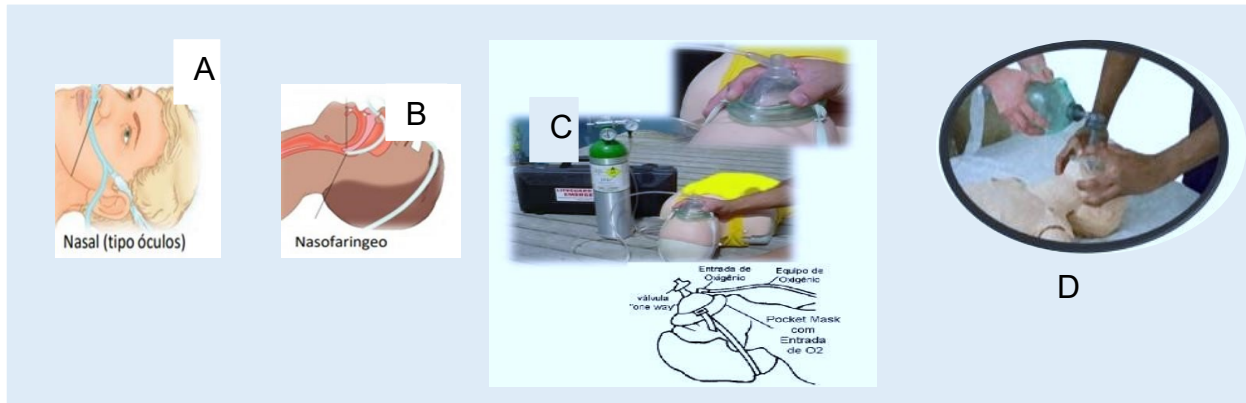 A
Nasal (tipo óculos)
B
Nasofaringeo
C
Entrada de
Oxigênio
Equipo de
Oxigênio
válvula
"one way"
Pocket Mask
com
Entrada
de O2
D